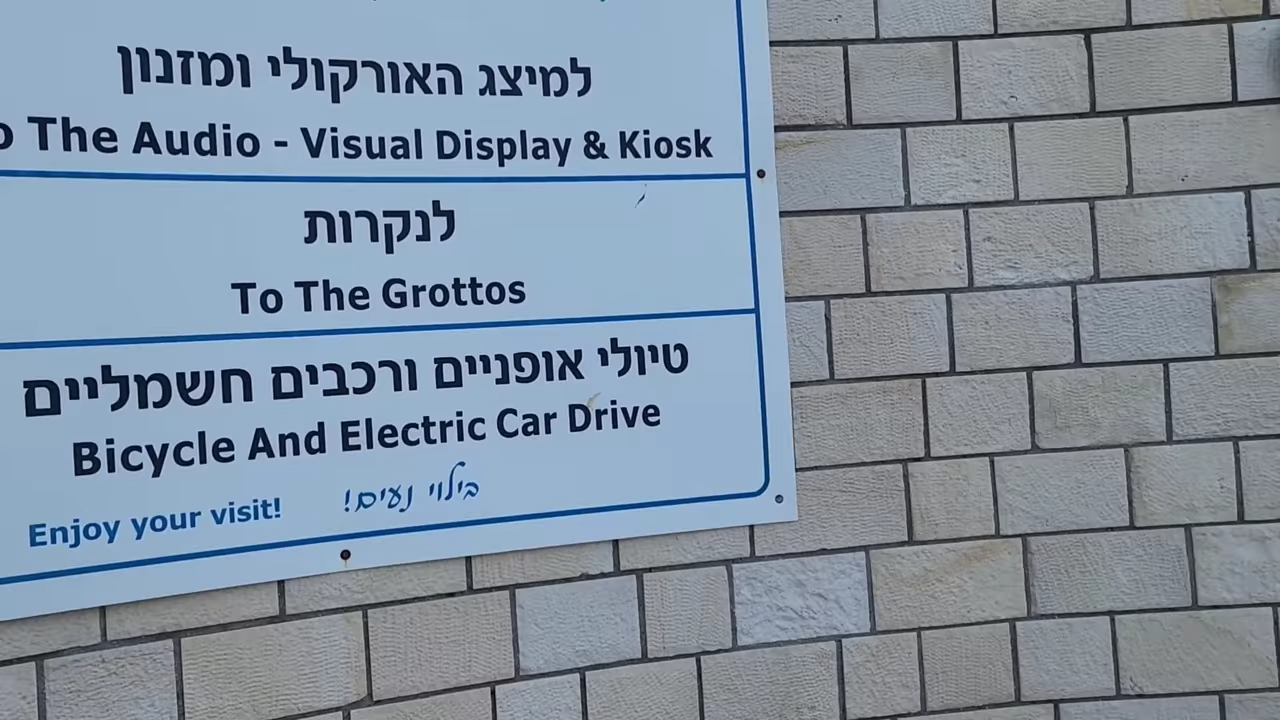 למיצג האורקולי ומזנון
The Audio - Visual Display & Kiosk
לנקרות
To The Grottos
טיולי אופניים ורכבים חשמליים
Bicycle And Electric Car Drive
Enjoy your visit! בילוי נעים!